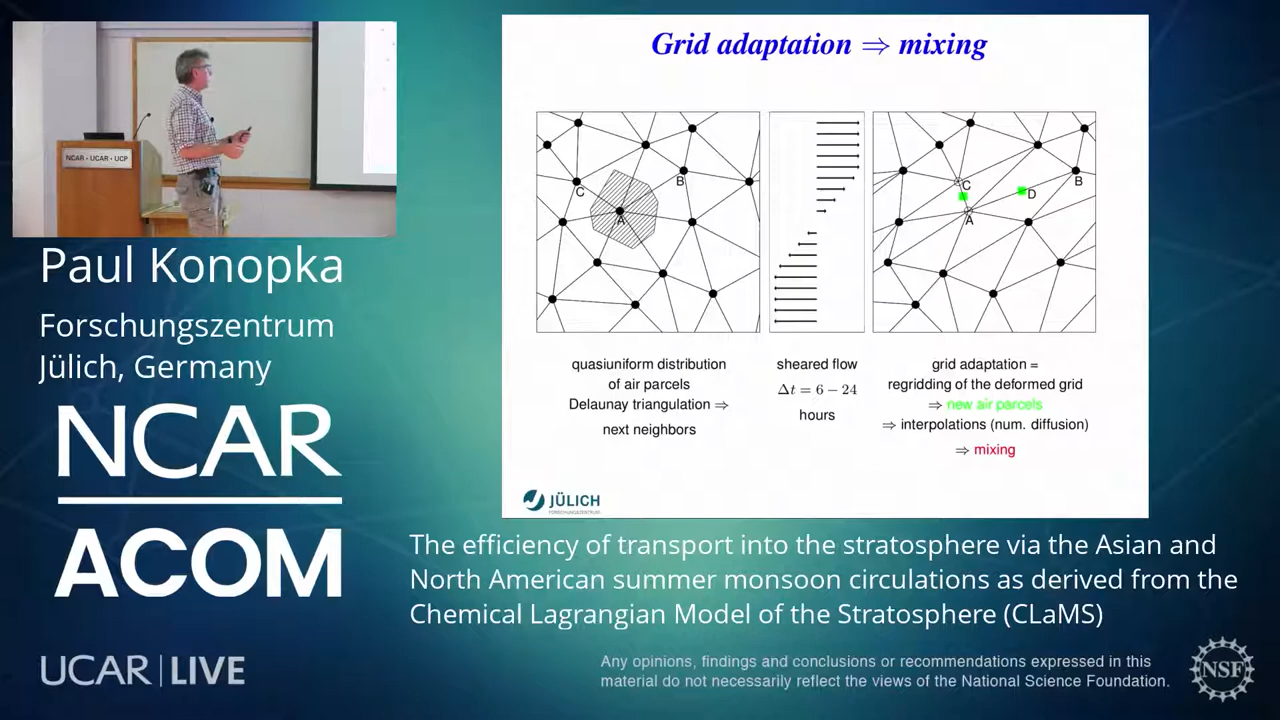 NCAR • UCAR • UCP
Paul Konopka
Forschungszentrum
Jülich, Germany
NCAR
ACOM
UCAR | LIVE
Grid adaptation ⇒ mixing
C
B
A
C
D
B
A
quasiuniform distribution
of air parcels
Delaunay triangulation ⇒
next neighbors
sheared flow
Δt = 6 − 24
hours
grid adaptation =
regridding of the deformed grid
⇒ new air parcels
⇒ interpolations (num. diffusion)
⇒ mixing
JÜLICH
FORSCHUNGSZENTRUM
The efficiency of transport into the stratosphere via the Asian and
North American summer monsoon circulations as derived from the
Chemical Lagrangian Model of the Stratosphere (CLaMS)
Any opinions, findings and conclusions or recommendations expressed in this
material do not necessarily reflect the views of the National Science Foundation.
NSF